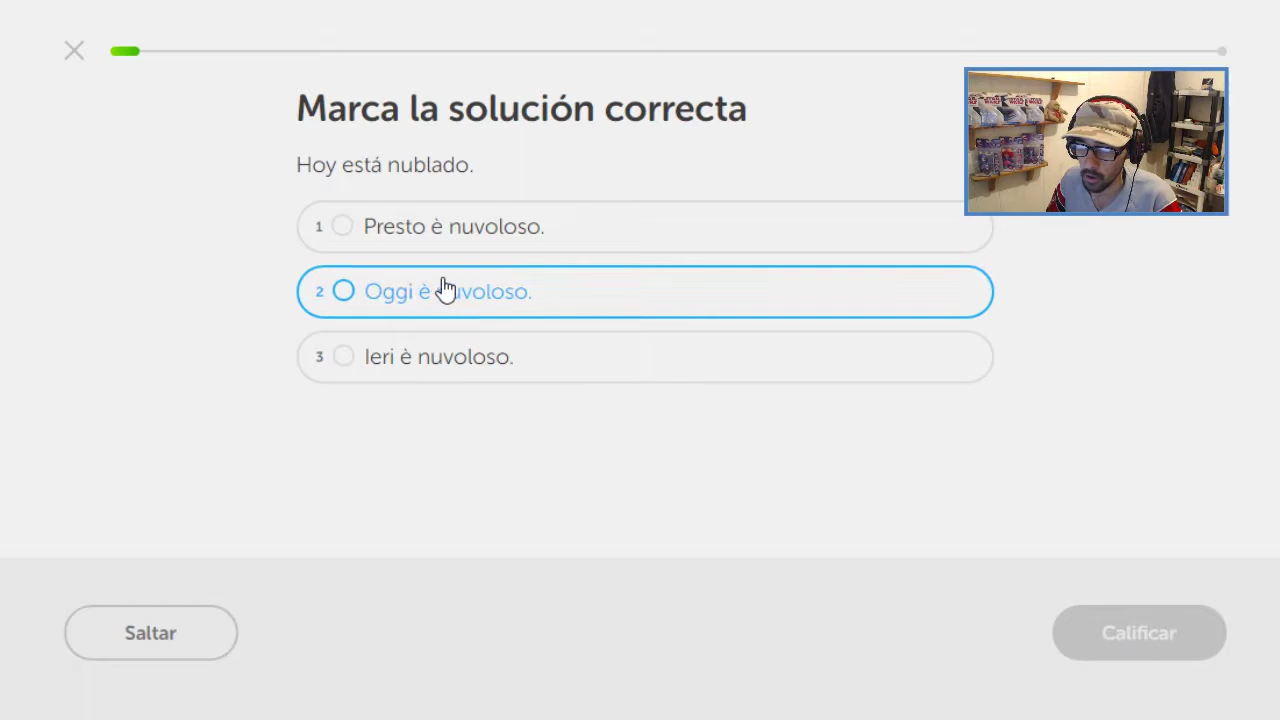 Marca la solución correcta
Hoy está nublado.
1 Presto è nuvoloso.
2 Oggi è nuvoloso.
3 Ieri è nuvoloso.
Saltar
Calificar